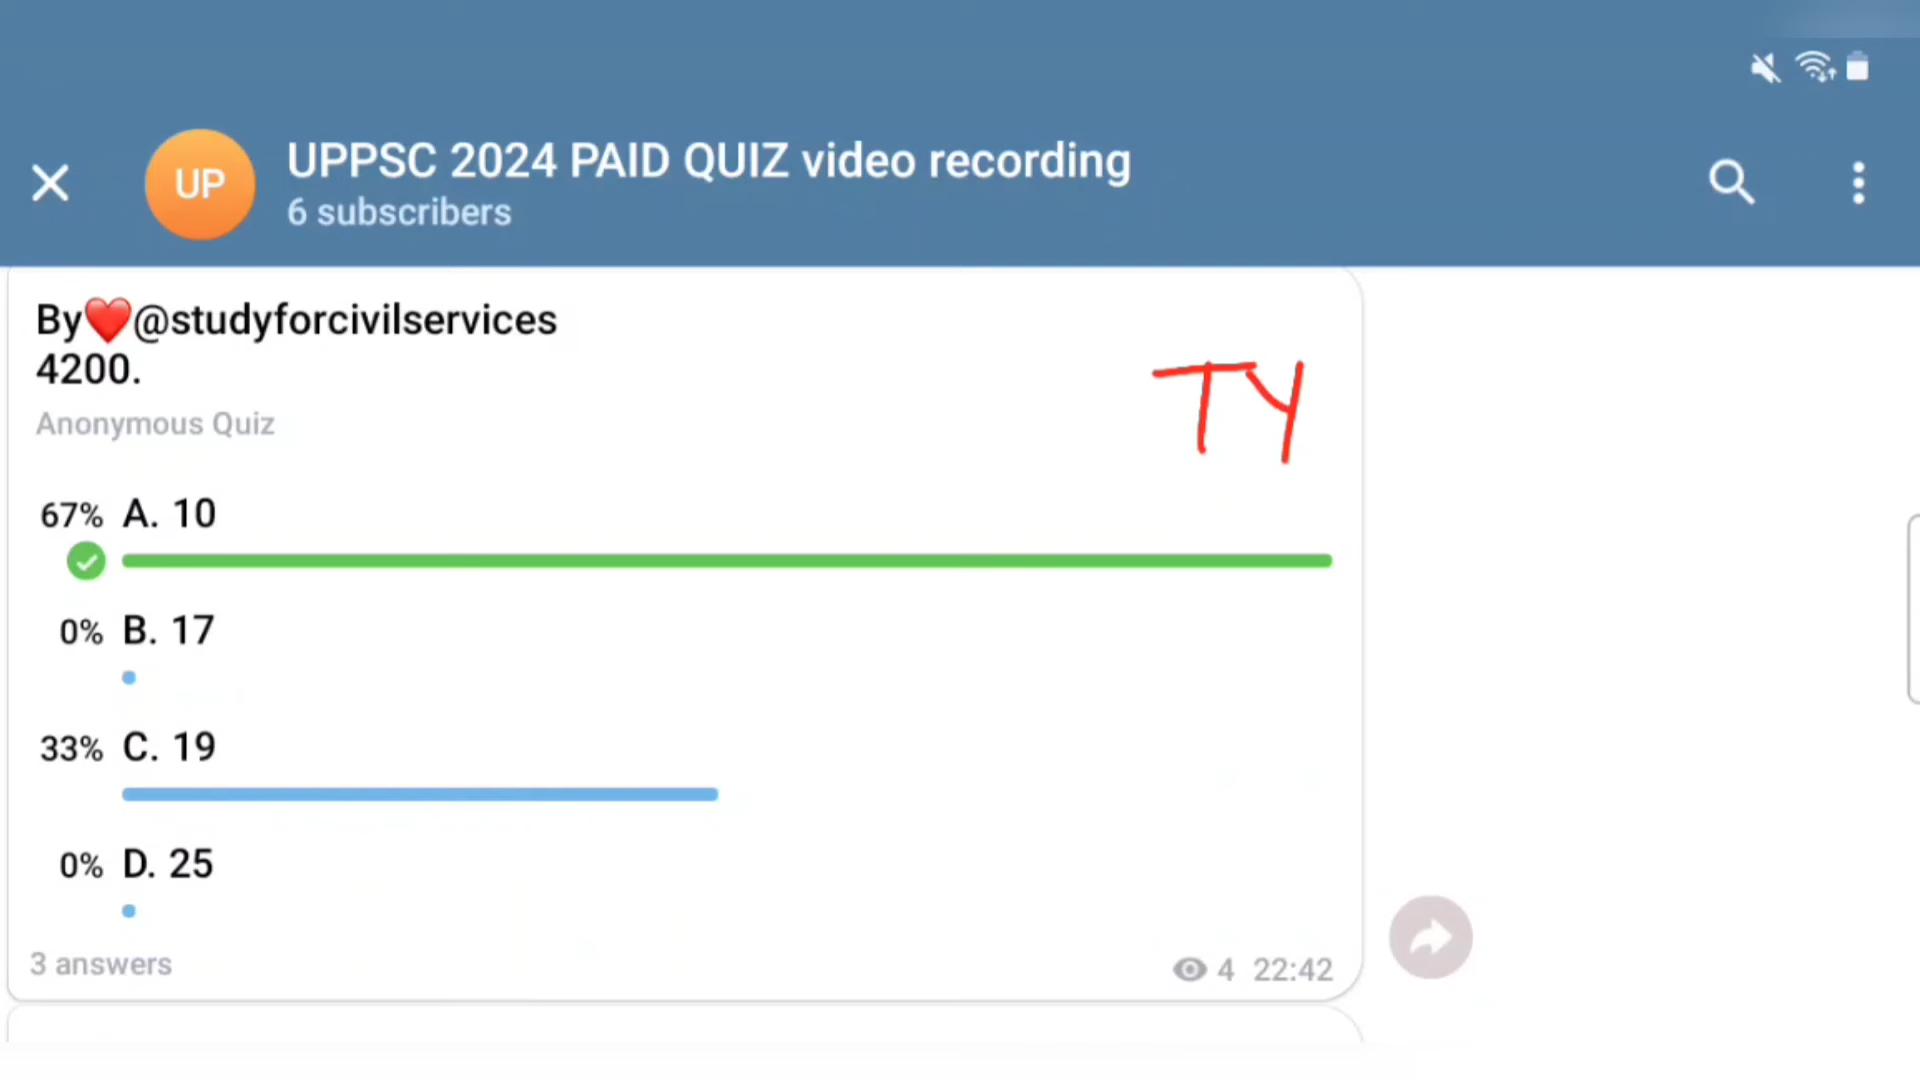 UP
UPPSC 2024 PAID QUIZ video recording
6 subscribers
By❤️@studyforcivilservices
4200.
TY
Anonymous Quiz
67% A. 10
0% B. 17
33% C. 19
0% D. 25
3 answers
4 22:42